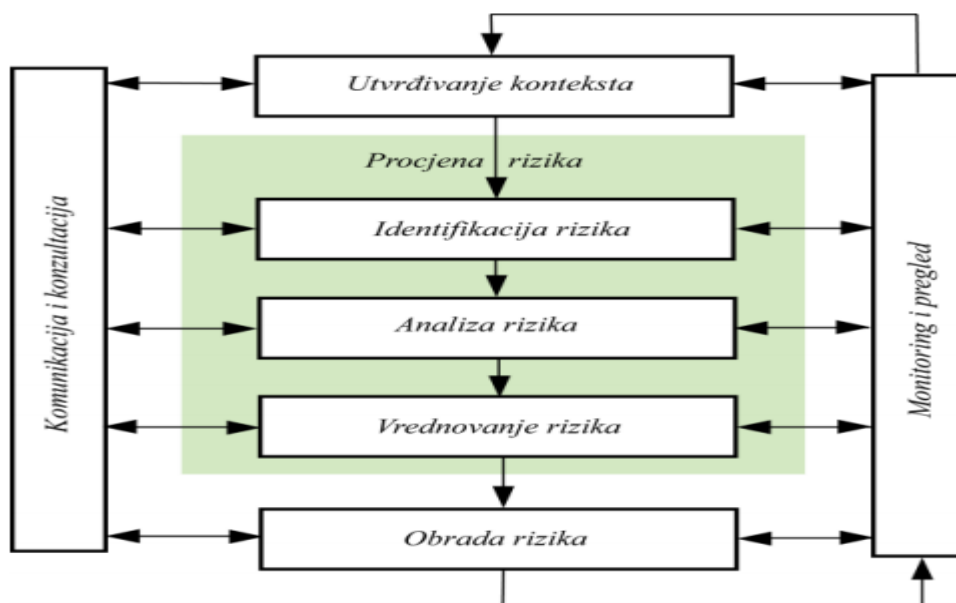 Utvrđivanje konteksta
Procjena rizika
Identifikacija rizika
Analiza rizika
Vrednovanje rizika
Obrada rizika
Komunikacija i konzultacija
Monitoring i pregled